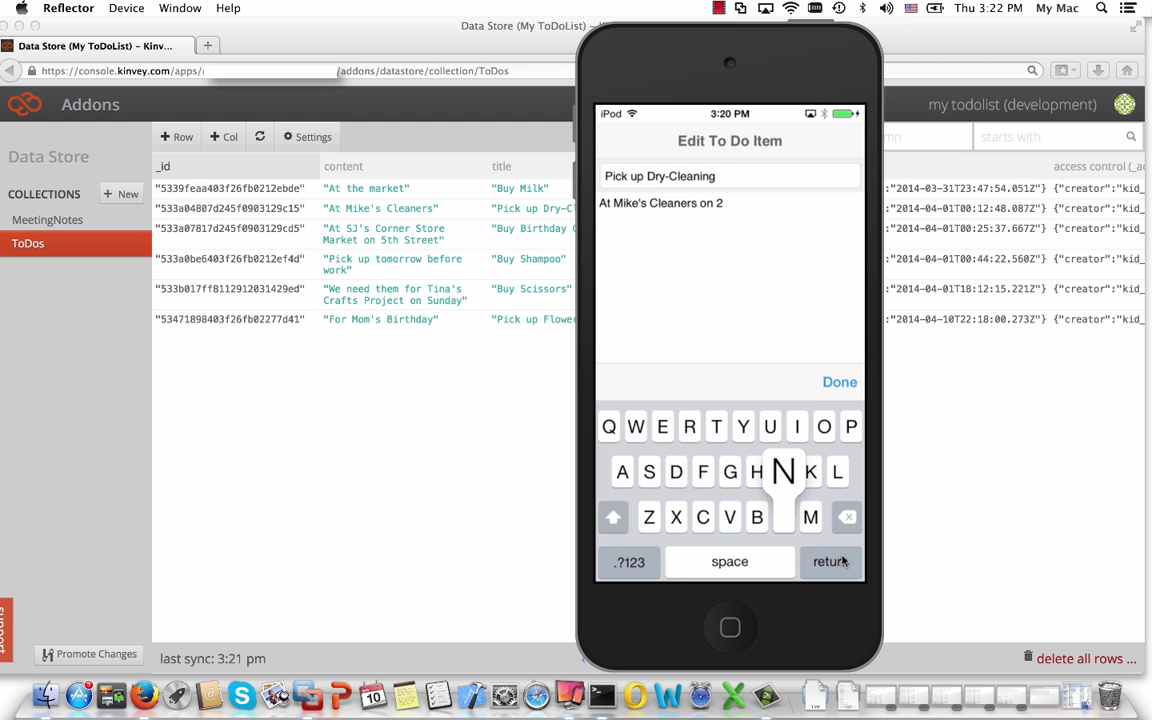 Reflector Device Window Help Thu 3:22 PM My Mac
Data Store (My ToDoList) –
Data Store (My ToDoList) – Kinv...
https://console.kinvey.com/apps/ /addons/datastore/collection/ToDos
Addons
my todolist (development)
Data Store
+ Row + Col Settings
starts with
COLLECTIONS + New
MeetingNotes
ToDos
_id content title access control (_ac
"5339feaa403f26fb0212ebde" "At the market" "Buy Milk" :"2014-03-31T23:47:54.051Z"} {"creator":"kid_
"533a04807d245f0903129c15" "At Mike's Cleaners" "Pick up Dry-Cl :"2014-04-01T00:12:48.087Z"} {"creator":"kid_
"533a07817d245f0903129cd5" "At SJ's Corner Store "Buy Birthday :"2014-04-01T00:25:37.667Z"} {"creator":"kid_
Market on 5th Street"
"533a0be6403f26fb0212ef4d" "Pick up tomorrow before "Buy Shampoo" :"2014-04-01T00:44:22.560Z"} {"creator":"kid_
work"
"533b017ff8112912031429ed" "We need them for Tina's "Buy Scissors" :"2014-04-01T18:12:15.221Z"} {"creator":"kid_
Crafts Project on Sunday"
"53471898403f26fb02277d41" "For Mom's Birthday" "Pick up Flower :"2014-04-10T22:18:00.273Z"} {"creator":"kid_
iPod 3:20 PM
Edit To Do Item
Pick up Dry-Cleaning
At Mike's Cleaners on 2
Done
Q W E R T Y U I O P
A S D F G H N K L
Z X C V B M
.?123 space return
support
Promote Changes
last sync: 3:21 pm
delete all rows ...